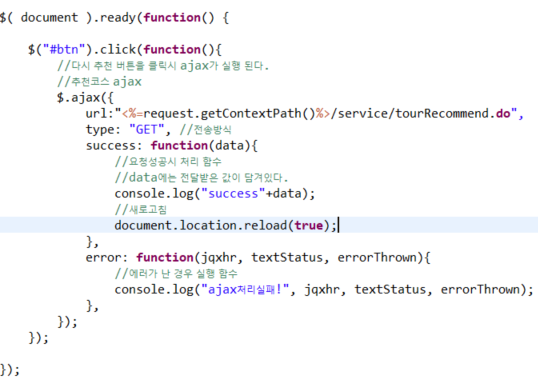 $( document ).ready(function() {
$("#btn").click(function(){
//다시 추천 버튼을 클릭시 ajax가 실행 된다.
//추천코스 ajax
$.ajax({
url:"<%=request.getContextPath()%>/service/tourRecommend.do",
type: "GET", //전송방식
success: function(data){
//요청성공시 처리 함수
//data에는 전달받은 값이 담겨있다.
console.log("success"+data);
//새로고침
document.location.reload(true);
},
error: function(jqxhr, textStatus, errorThrown){
//에러가 난 경우 실행 함수
console.log("ajax처리실패!", jqxhr, textStatus, errorThrown);
},
});
});
});